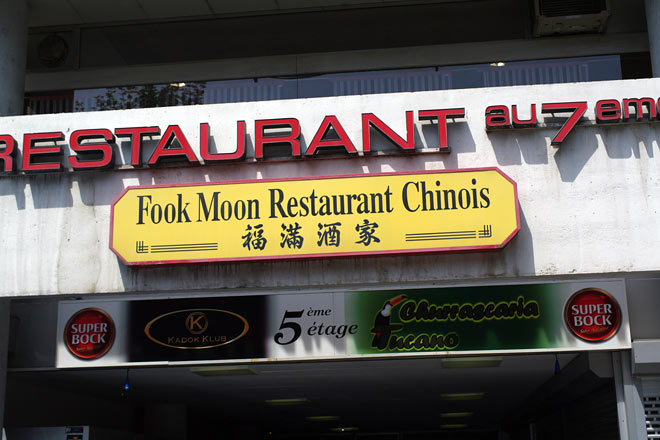 RESTAURANT au 7eme
Fook Moon Restaurant Chinois
福滿酒家
SUPER BOCK
K
KADOK KLUB
5ème étage
Churrascaria Tucano
SUPER BOCK